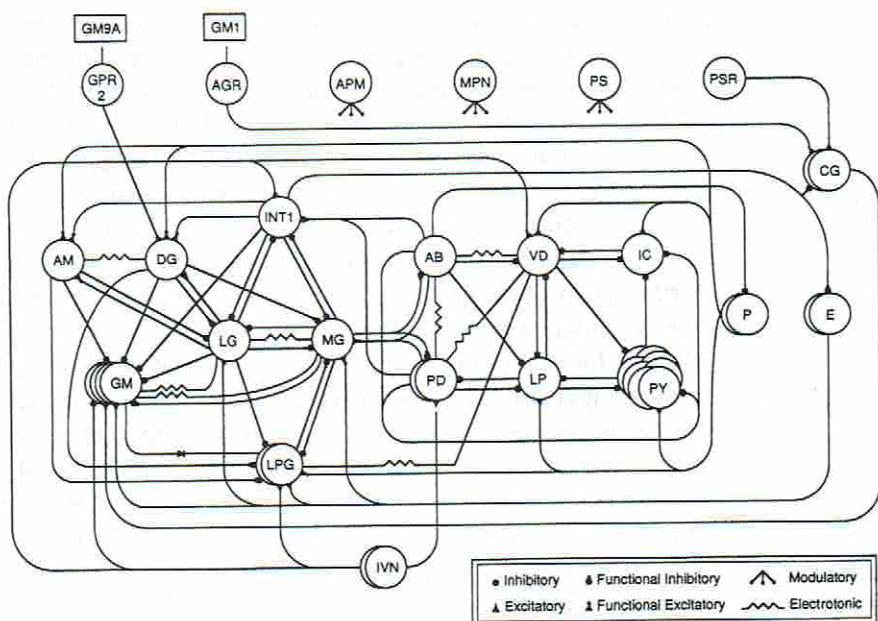 GM9A
GM1
GPR
2
AGR
APM
MPN
PS
PSR
CG
INT1
AM
DG
AB
VD
IC
P
E
LG
MG
GM
PD
LP
PY
LPG
IVN
Inhibitory
Functional Inhibitory
Modulatory
Excitatory
Functional Excitatory
Electrotonic